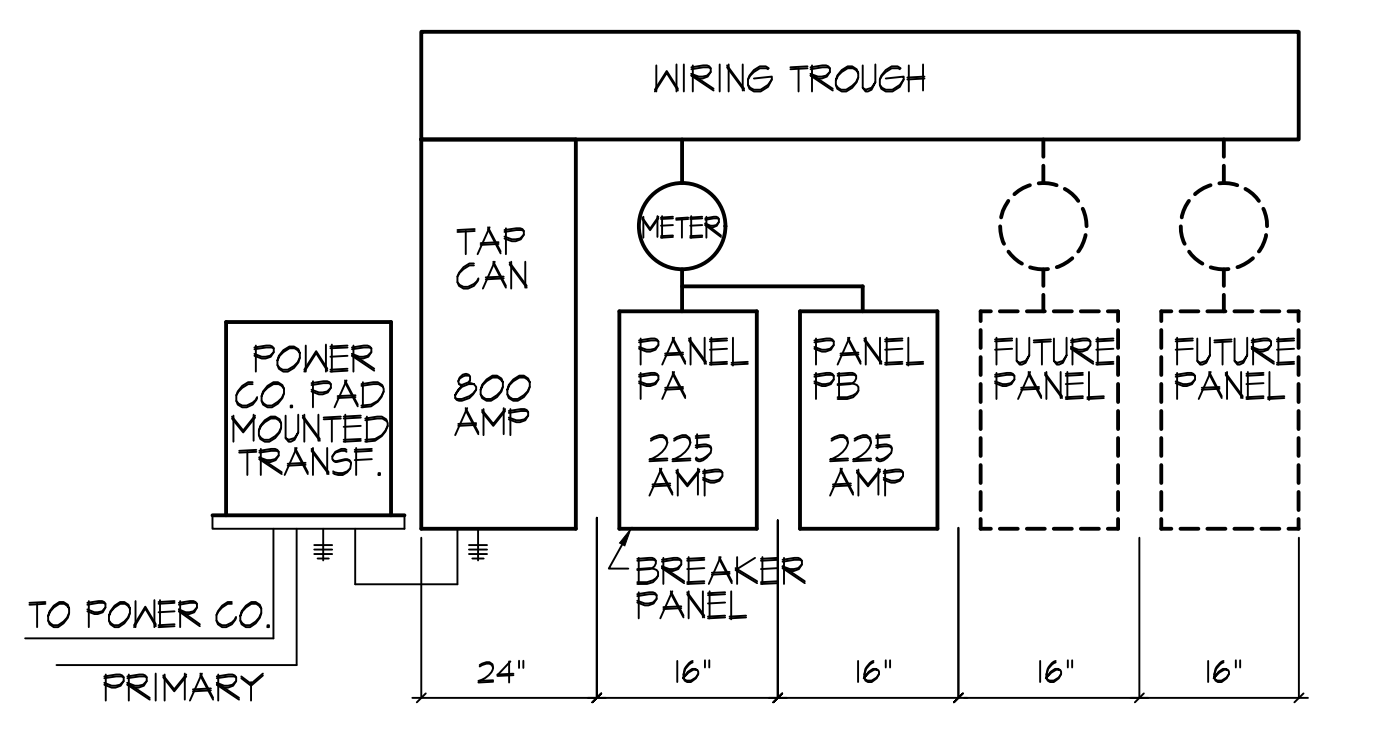 WIRING TROUGH
METER
TAP
CAN
800
AMP
POWER
CO. PAD
MOUNTED
TRANSF.
PANEL
PA
225
AMP
PANEL
PB
225
AMP
FUTURE
PANEL
FUTURE
PANEL
BREAKER
PANEL
TO POWER CO.
PRIMARY
24"
16"
16"
16"
16"